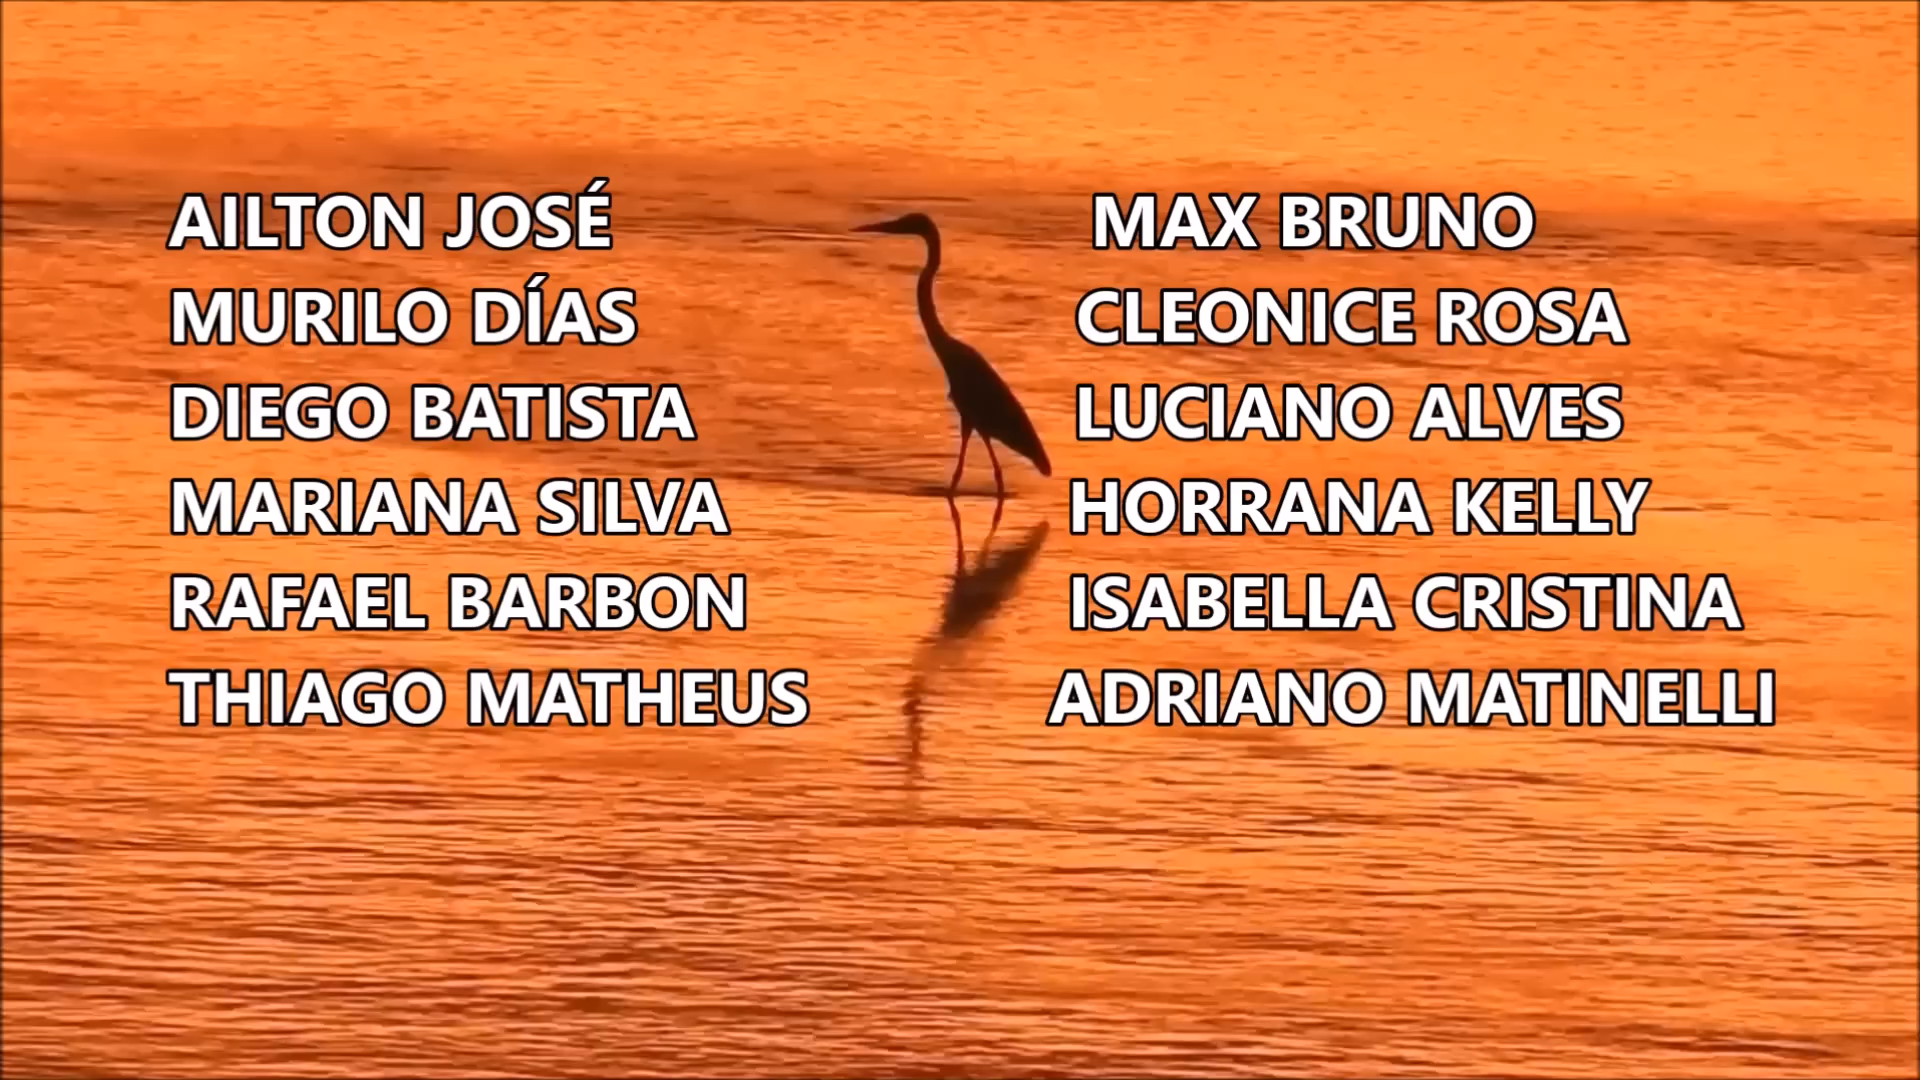 AILTON JOSÉ
MURILO DÍAS
DIEGO BATISTA
MARIANA SILVA
RAFAEL BARBON
THIAGO MATHEUS
MAX BRUNO
CLEONICE ROSA
LUCIANO ALVES
HORRANA KELLY
ISABELLA CRISTINA
ADRIANO MATINELLI